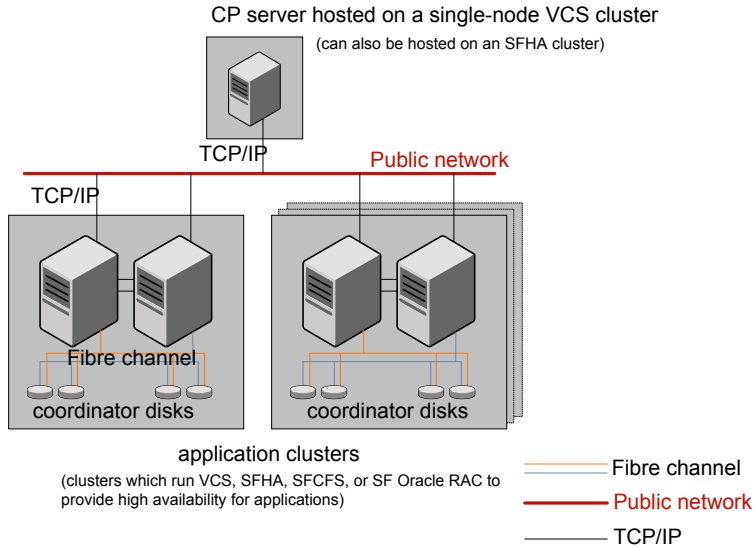 CP server hosted on a single-node VCS cluster
(can also be hosted on an SFHA cluster)
TCP/IP
Public network
TCP/IP
Fibre channel
coordinator disks
coordinator disks
application clusters
(clusters which run VCS, SFHA, SFCFS, or SF Oracle RAC to
provide high availability for applications)
Fibre channel
Public network
TCP/IP